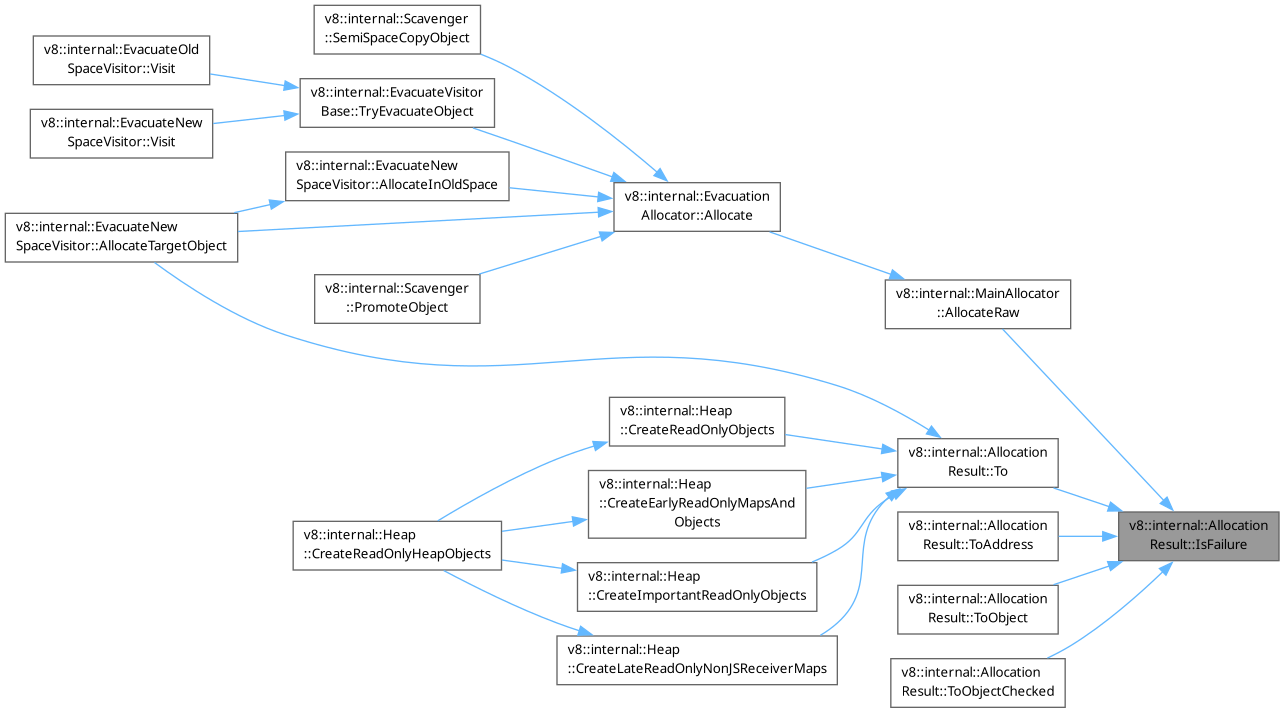 v8::internal::Scavenger
::SemiSpaceCopyObject
v8::internal::EvacuateOld
SpaceVisitor::Visit
v8::internal::EvacuateVisitor
Base::TryEvacuateObject
v8::internal::EvacuateNew
SpaceVisitor::Visit
v8::internal::EvacuateNew
SpaceVisitor::AllocateInOldSpace
v8::internal::Evacuation
Allocator::Allocate
v8::internal::EvacuateNew
SpaceVisitor::AllocateTargetObject
v8::internal::Scavenger
::PromoteObject
v8::internal::MainAllocator
::AllocateRaw
v8::internal::Heap
::CreateReadOnlyObjects
v8::internal::Allocation
Result::To
v8::internal::Heap
::CreateEarlyReadOnlyMapsAnd
Objects
v8::internal::Heap
::CreateReadOnlyHeapObjects
v8::internal::Allocation
Result::ToAddress
v8::internal::Allocation
Result::IsFailure
v8::internal::Heap
::CreateImportantReadOnlyObjects
v8::internal::Allocation
Result::ToObject
v8::internal::Heap
::CreateLateReadOnlyNonJSReceiverMaps
v8::internal::Allocation
Result::ToObjectChecked